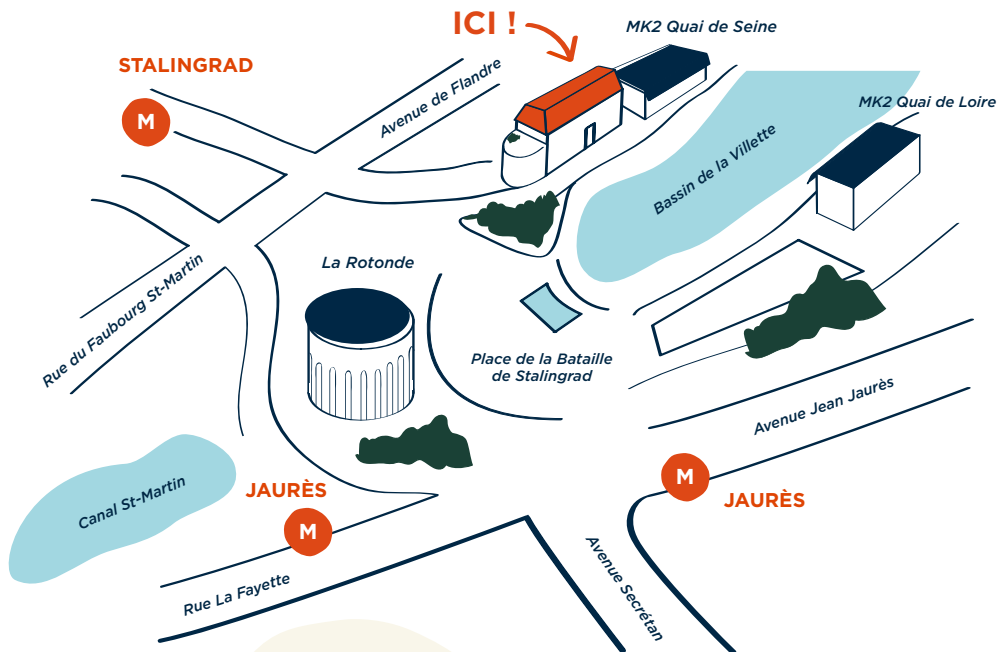 ICI !
MK2 Quai de Seine
STALINGRAD
M
Avenue de Flandre
MK2 Quai de Loire
Bassin de la Villette
La Rotonde
Rue du Faubourg St-Martin
Place de la Bataille
de Stalingrad
Avenue Jean Jaurès
M
JAURÈS
Canal St-Martin
JAURÈS
M
Rue La Fayette
Avenue Secrétan